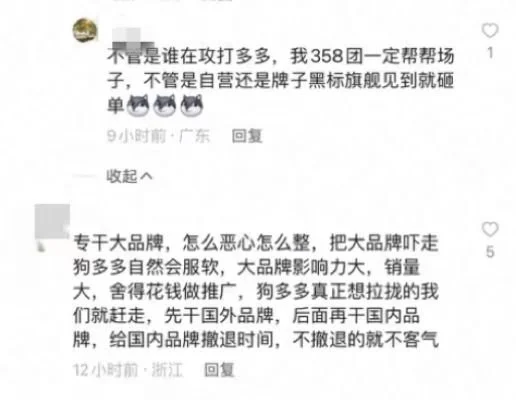 不管是谁在攻打多多，我358团一定帮帮场
子，不管是自营还是牌子黑标旗舰见到就砸
单
1
9小时前·广东 回复
收起
专干大品牌，怎么恶心怎么整，把大品牌吓走
狗多多自然会服软，大品牌影响力大，销量
大，舍得花钱做推广，狗多多真正想拉拢的我
们就赶走，先干国外品牌，后面再干国内品
牌，给国内品牌撤退时间，不撤退的就不客气
5
12小时前·浙江 回复